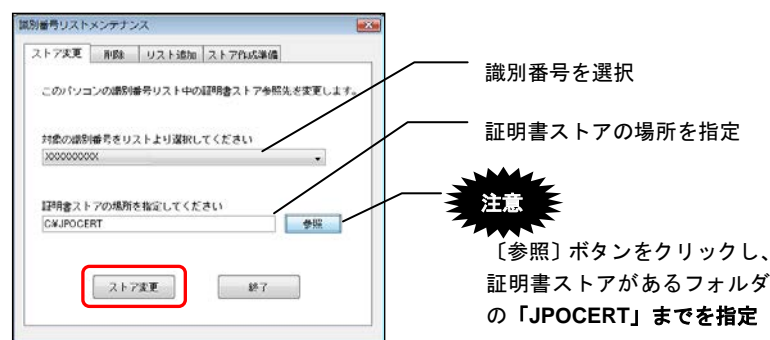 識別番号リストメンテナンス
ストア変更 削除 リスト追加 ストア作成準備
このパソコンの識別番号リスト中の証明書ストア参照先を変更します。
対象の識別番号をリストより選択してください
XXXXXXXXX
証明書ストアの場所を指定してください
C:¥JPOCERT
参照
ストア変更 終了
識別番号を選択
証明書ストアの場所を指定
注意
〔参照〕ボタンをクリックし、
証明書ストアがあるフォルダ
の「JPOCERT」までを指定